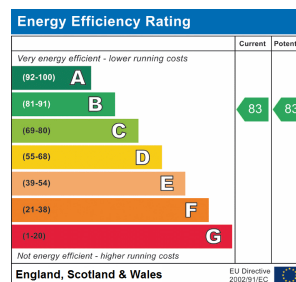 Energy Efficiency Rating
Current Potent
Very energy efficient - lower running costs
(92-100) A
(81-91) B 83 83
(69-80) C
(55-68) D
(39-54) E
(21-38) F
(1-20) G
Not energy efficient - higher running costs
England, Scotland & Wales
EU Directive
2002/91/EC